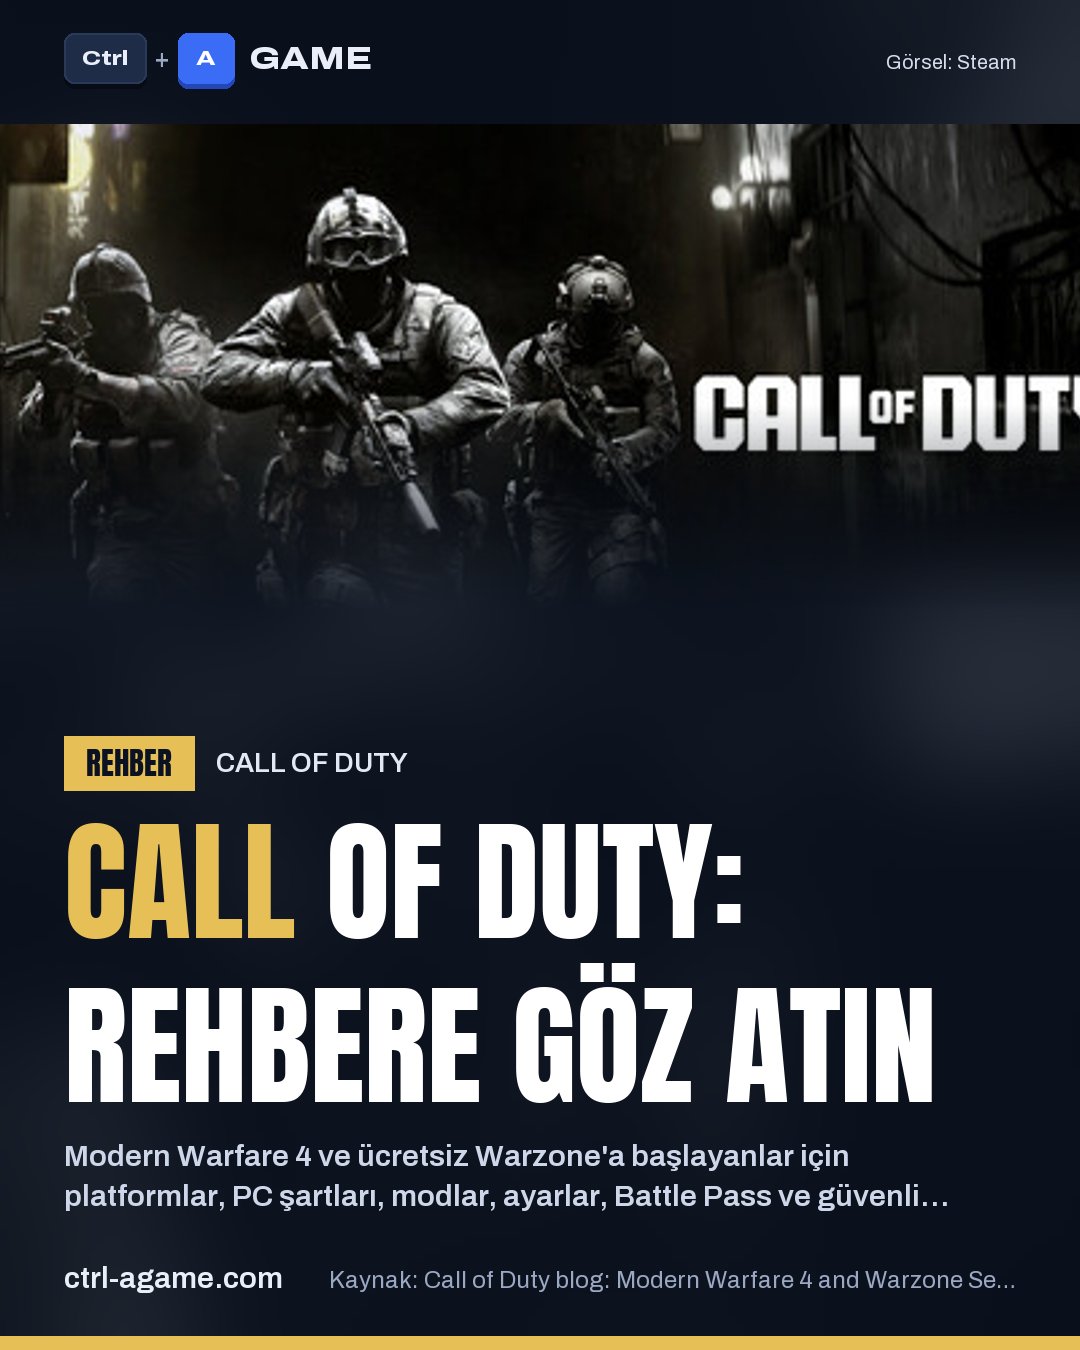 Ctrl + A GAME
Görsel: Steam
CALL OF DUTY
REHBER CALL OF DUTY
CALL OF DUTY:
REHBERE GÖZ ATIN
Modern Warfare 4 ve ücretsiz Warzone'a başlayanlar için
platformlar, PC şartları, modlar, ayarlar, Battle Pass ve güvenli...
ctrl-agame.com
Kaynak: Call of Duty blog: Modern Warfare 4 and Warzone Se...